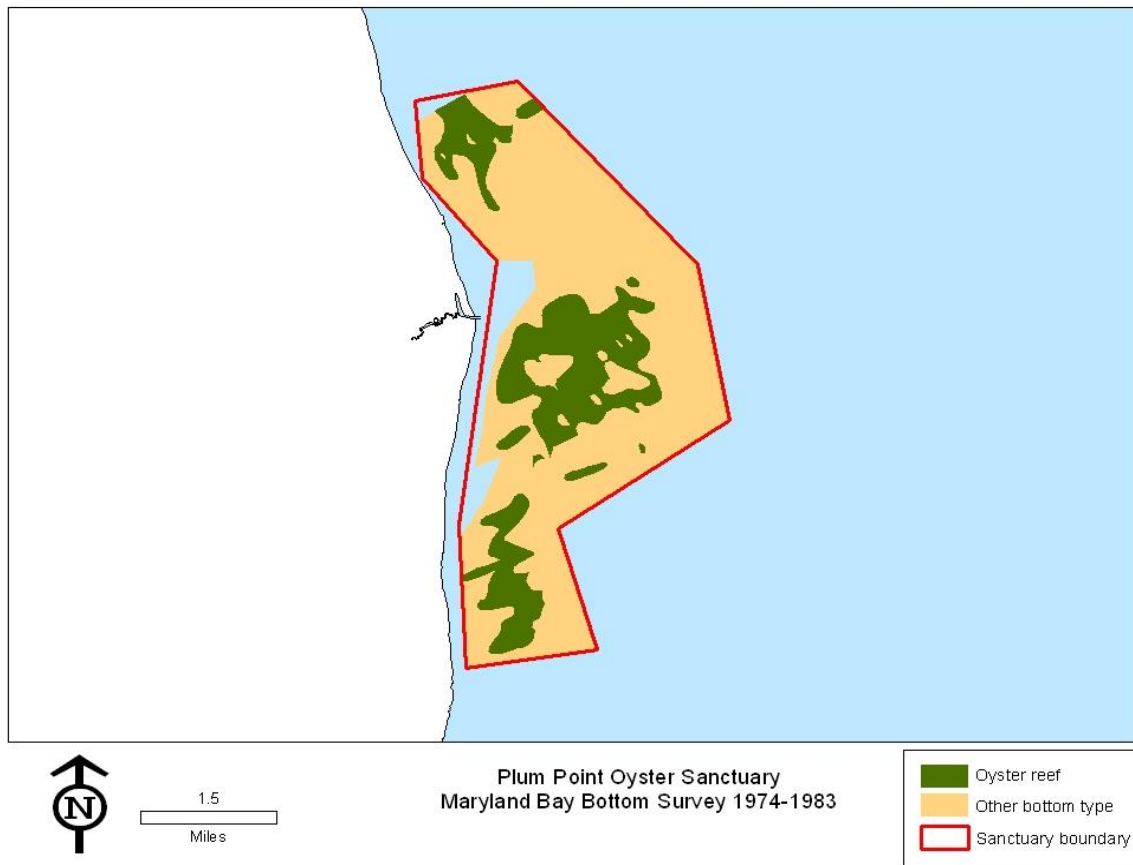 N
1.5
Miles
Plum Point Oyster Sanctuary
Maryland Bay Bottom Survey 1974-1983
Oyster reef
Other bottom type
Sanctuary boundary